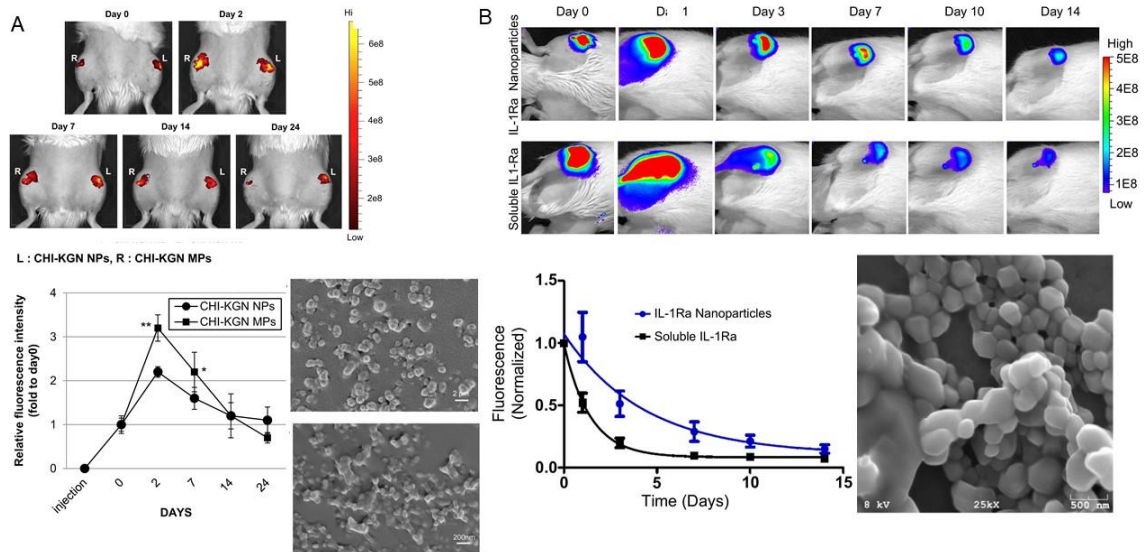 A
Day 0
Day 2
R
L
R
L
Day 7
Day 14
Day 24
R
L
R
L
R
L
Hi
6e8
5e8
4e8
3e8
2e8
Low
L : CHI-KGN NPs, R : CHI-KGN MPs
Relative fluorescence intensity
(fold to day0)
4
3
2
1
0
CHI-KGN NPs
CHI-KGN MPs
**
*
injection
0
2
7
14
24
DAYS
200nm
B
Day 0
1
Day 3
Day 7
Day 10
Day 14
IL-1Ra Nanoparticles
Soluble IL1-Ra
High
5E8
4E8
3E8
2E8
1E8
Low
Fluorescence
(Normalized)
1.5
1.0
0.5
0.0
IL-1Ra Nanoparticles
Soluble IL-1Ra
0
5
10
15
Time (Days)
8 kV
25kX
500 nm